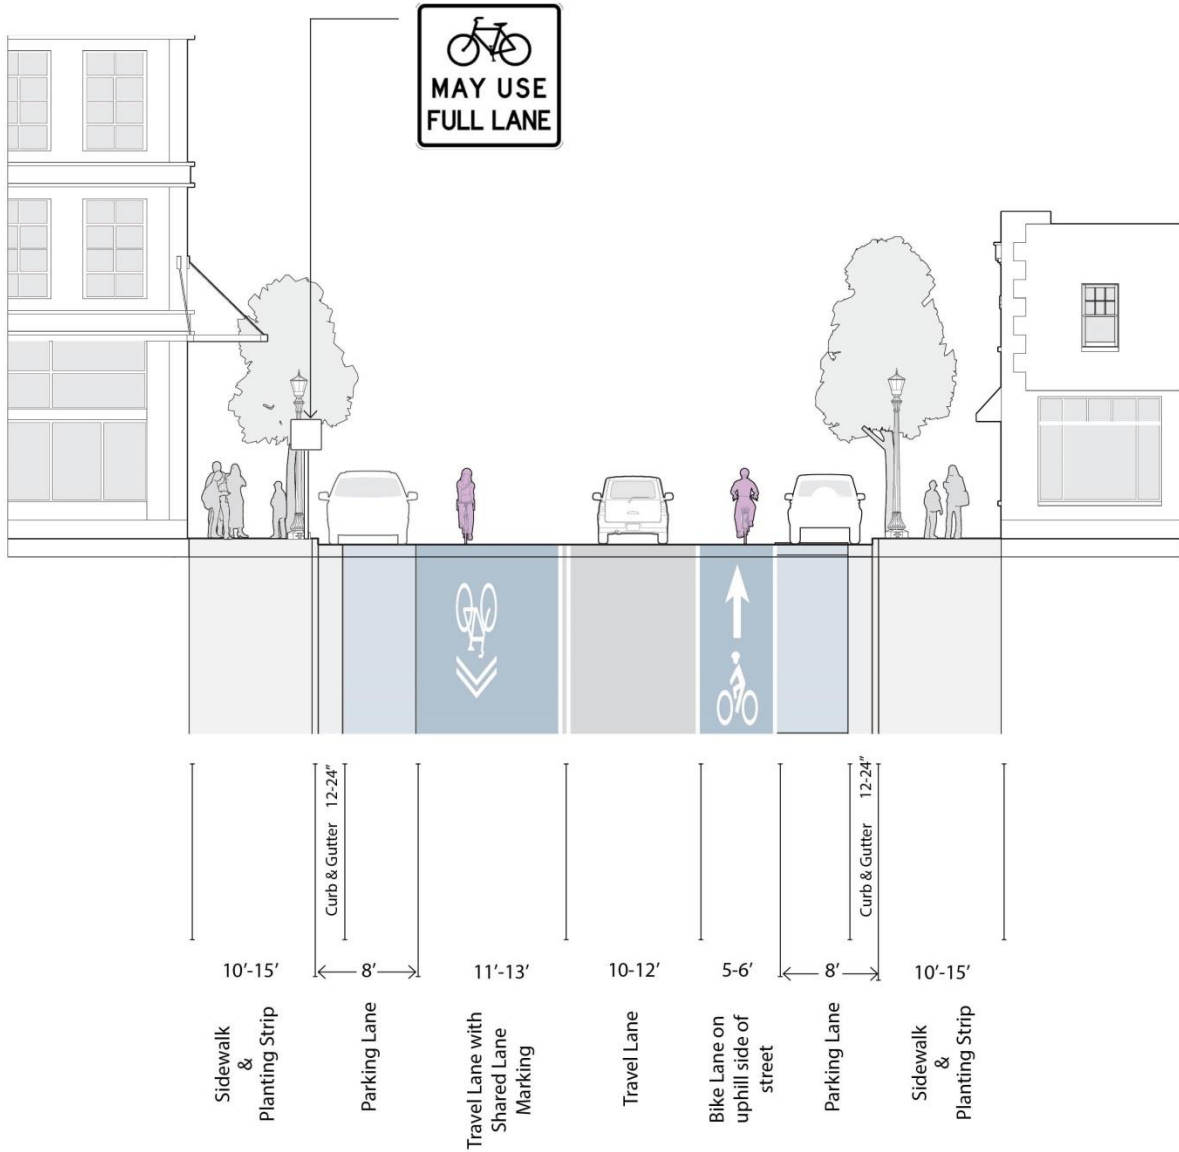 MAY USE
FULL LANE
Curb & Gutter 12-24"
Curb & Gutter 12-24"
10'-15'
8'
11'-13'
10-12'
5-6'
8'
10'-15'
Sidewalk
&
Planting Strip
Parking Lane
Travel Lane with
Shared Lane
Marking
Travel Lane
Bike Lane on
uphill side of
street
Parking Lane
Sidewalk
&
Planting Strip